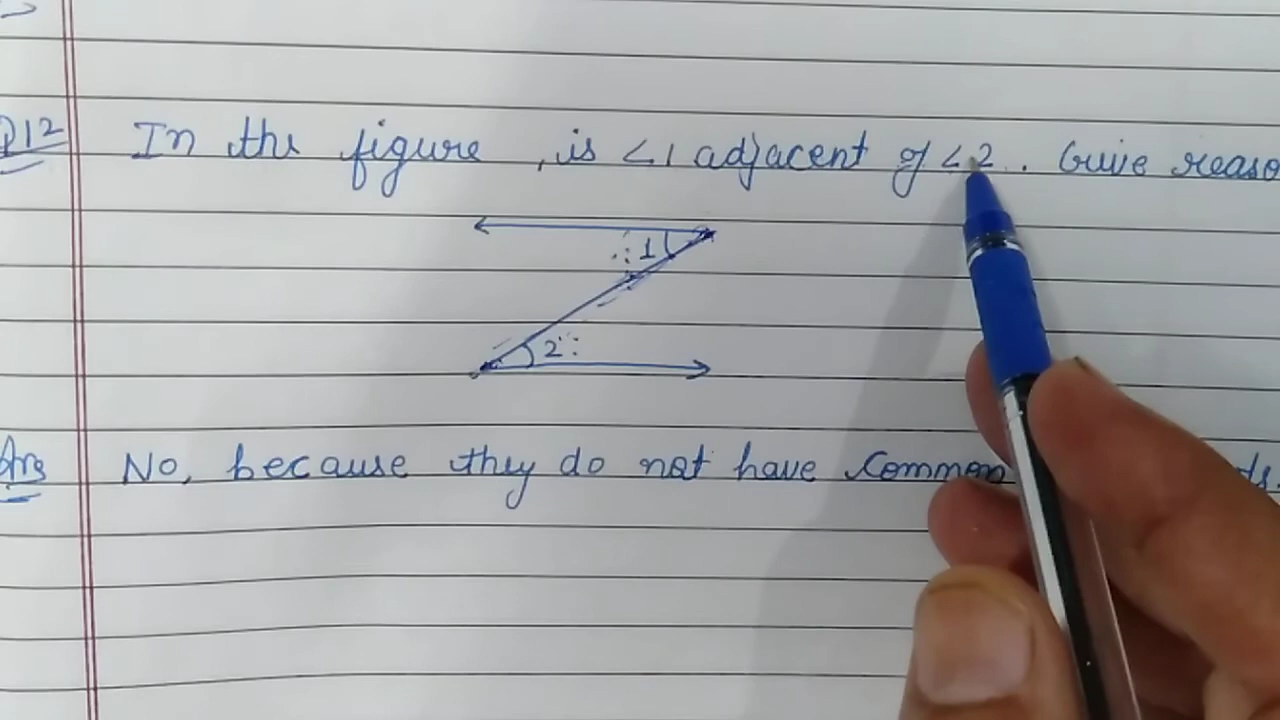 Q12 In the figure, is ∠1 adjacent of ∠2. Give reaso
1
2
Ans No, because they do not have common